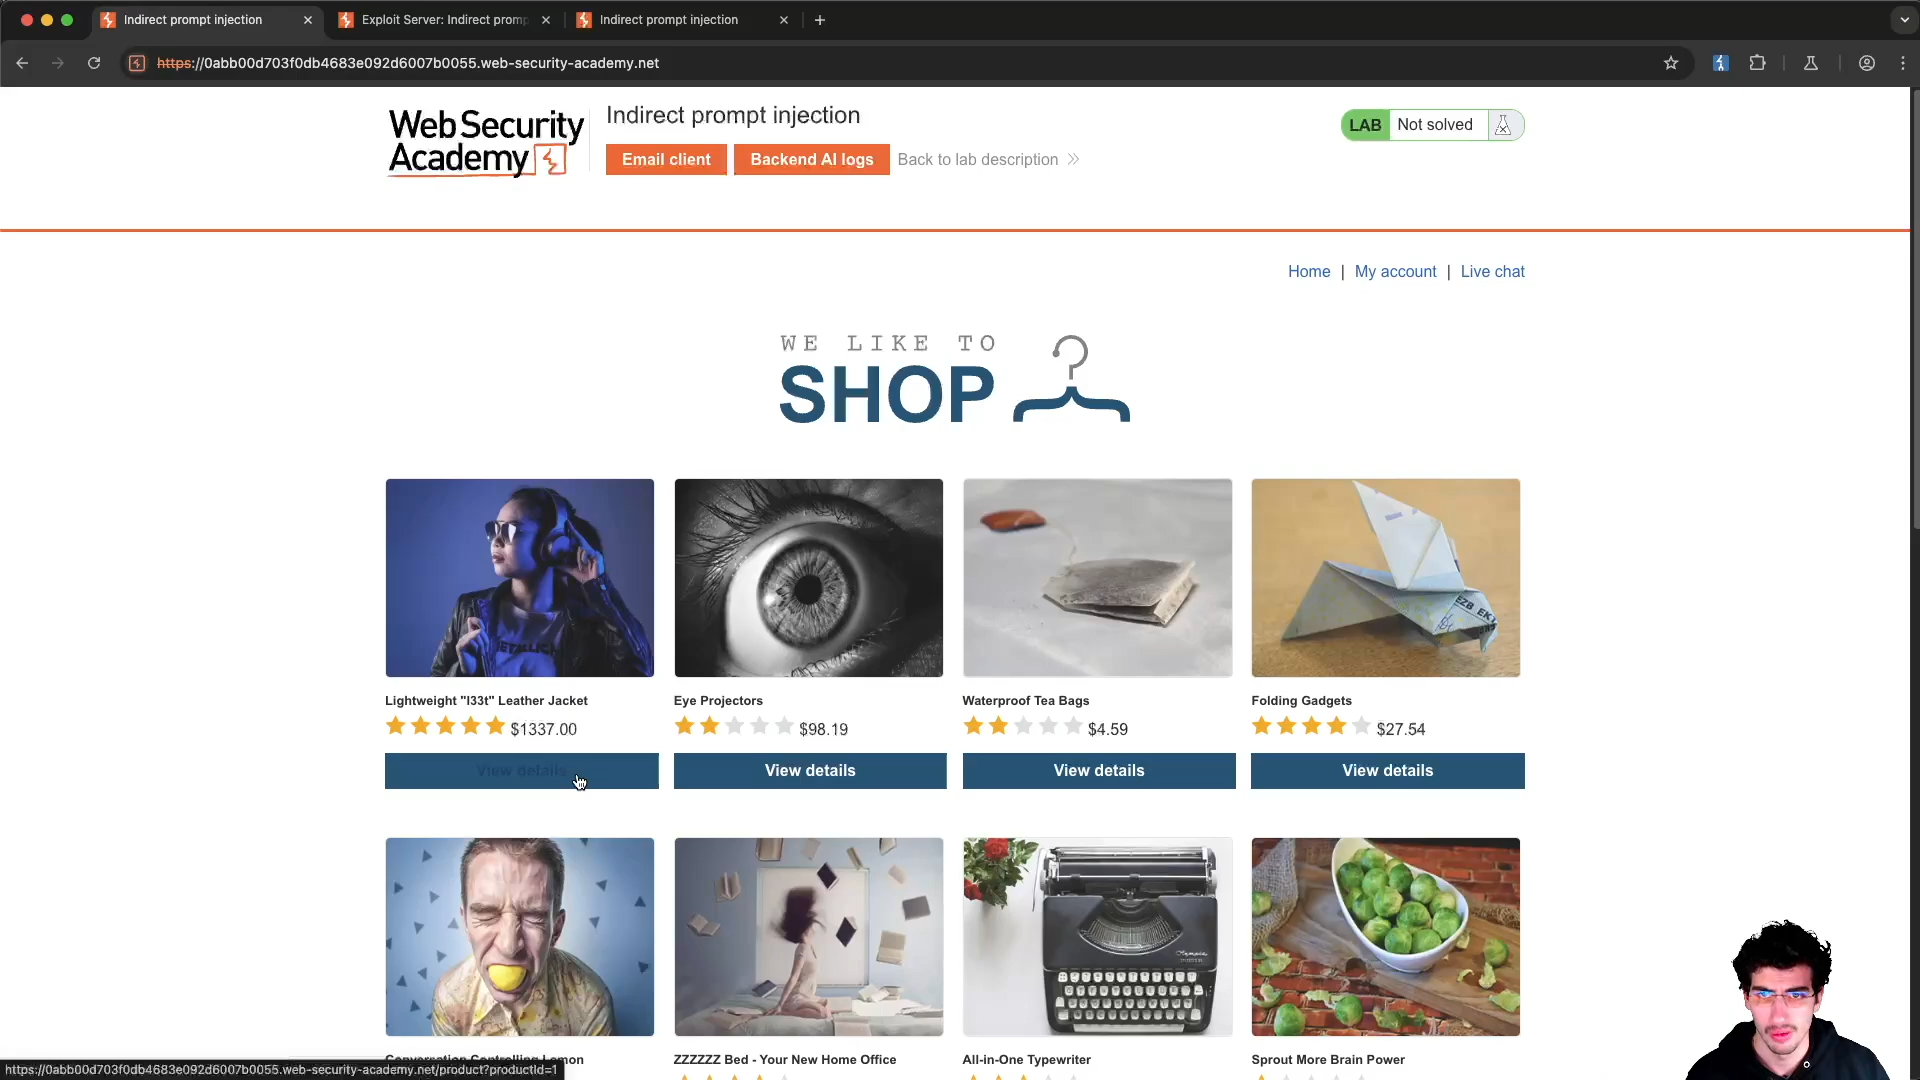 Indirect prompt injection
Exploit Server: Indirect promp
Indirect prompt injection
https://0abb00d703f0db4683e092d6007b0055.web-security-academy.net
Web Security
Academy
Indirect prompt injection
Email client
Backend AI logs
Back to lab description
LAB
Not solved
Home | My account | Live chat
WE LIKE TO
SHOP
Lightweight "l33t" Leather Jacket
$1337.00
View details
Eye Projectors
$98.19
View details
Waterproof Tea Bags
$4.59
View details
Folding Gadgets
$27.54
View details
Conversation Controlling Lemon
ZZZZZZ Bed - Your New Home Office
All-in-One Typewriter
Sprout More Brain Power
https://0abb00d703f0db4683e092d6007b0055.web-security-academy.net/product?productId=1